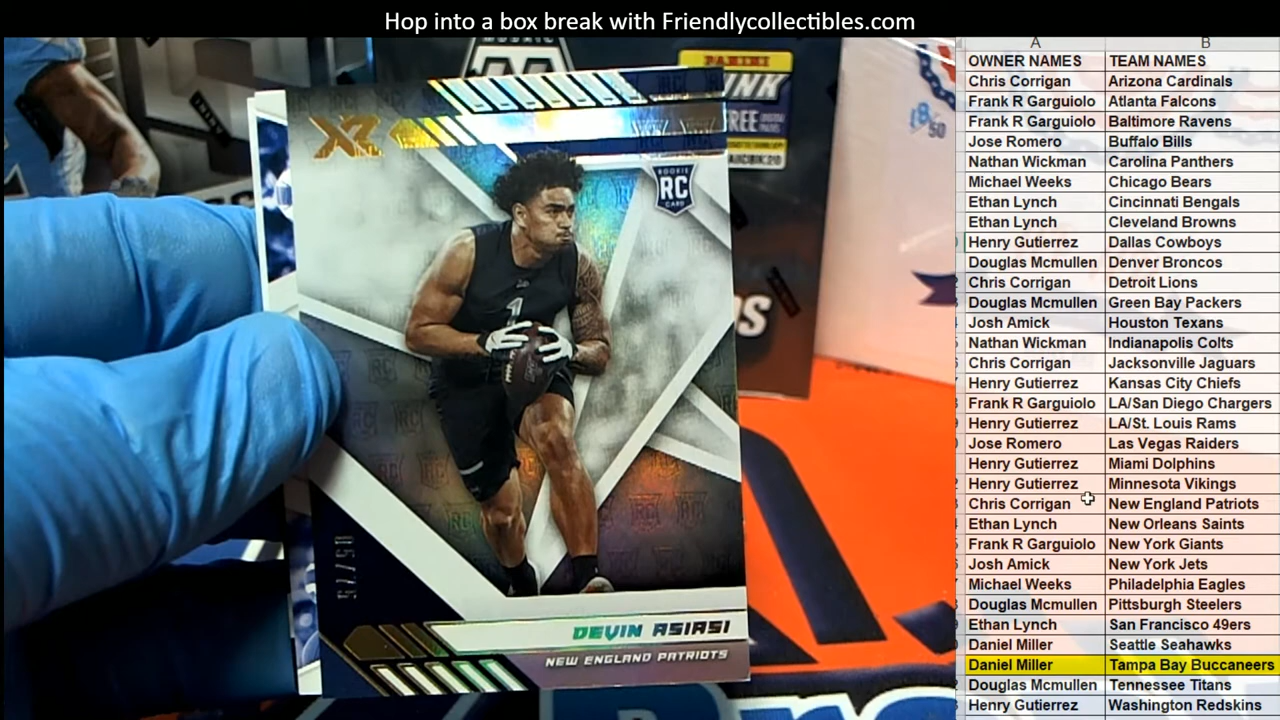 Hop into a box break with Friendlycollectibles.com
PANINI
FREE
18/50
XR
ROOKIE
RC
CARD
1
DEVIN ASIASI
NEW ENGLAND PATRIOTS
A B
OWNER NAMES TEAM NAMES
Chris Corrigan Arizona Cardinals
Frank R Garguiolo Atlanta Falcons
Frank R Garguiolo Baltimore Ravens
Jose Romero Buffalo Bills
Nathan Wickman Carolina Panthers
Michael Weeks Chicago Bears
Ethan Lynch Cincinnati Bengals
Ethan Lynch Cleveland Browns
Henry Gutierrez Dallas Cowboys
Douglas Mcmullen Denver Broncos
Chris Corrigan Detroit Lions
Douglas Mcmullen Green Bay Packers
Josh Amick Houston Texans
Nathan Wickman Indianapolis Colts
Chris Corrigan Jacksonville Jaguars
Henry Gutierrez Kansas City Chiefs
Frank R Garguiolo LA/San Diego Chargers
Henry Gutierrez LA/St. Louis Rams
Jose Romero Las Vegas Raiders
Henry Gutierrez Miami Dolphins
Henry Gutierrez Minnesota Vikings
Chris Corrigan New England Patriots
Ethan Lynch New Orleans Saints
Frank R Garguiolo New York Giants
Josh Amick New York Jets
Michael Weeks Philadelphia Eagles
Douglas Mcmullen Pittsburgh Steelers
Ethan Lynch San Francisco 49ers
Daniel Miller Seattle Seahawks
Daniel Miller Tampa Bay Buccaneers
Douglas Mcmullen Tennessee Titans
Henry Gutierrez Washington Redskins